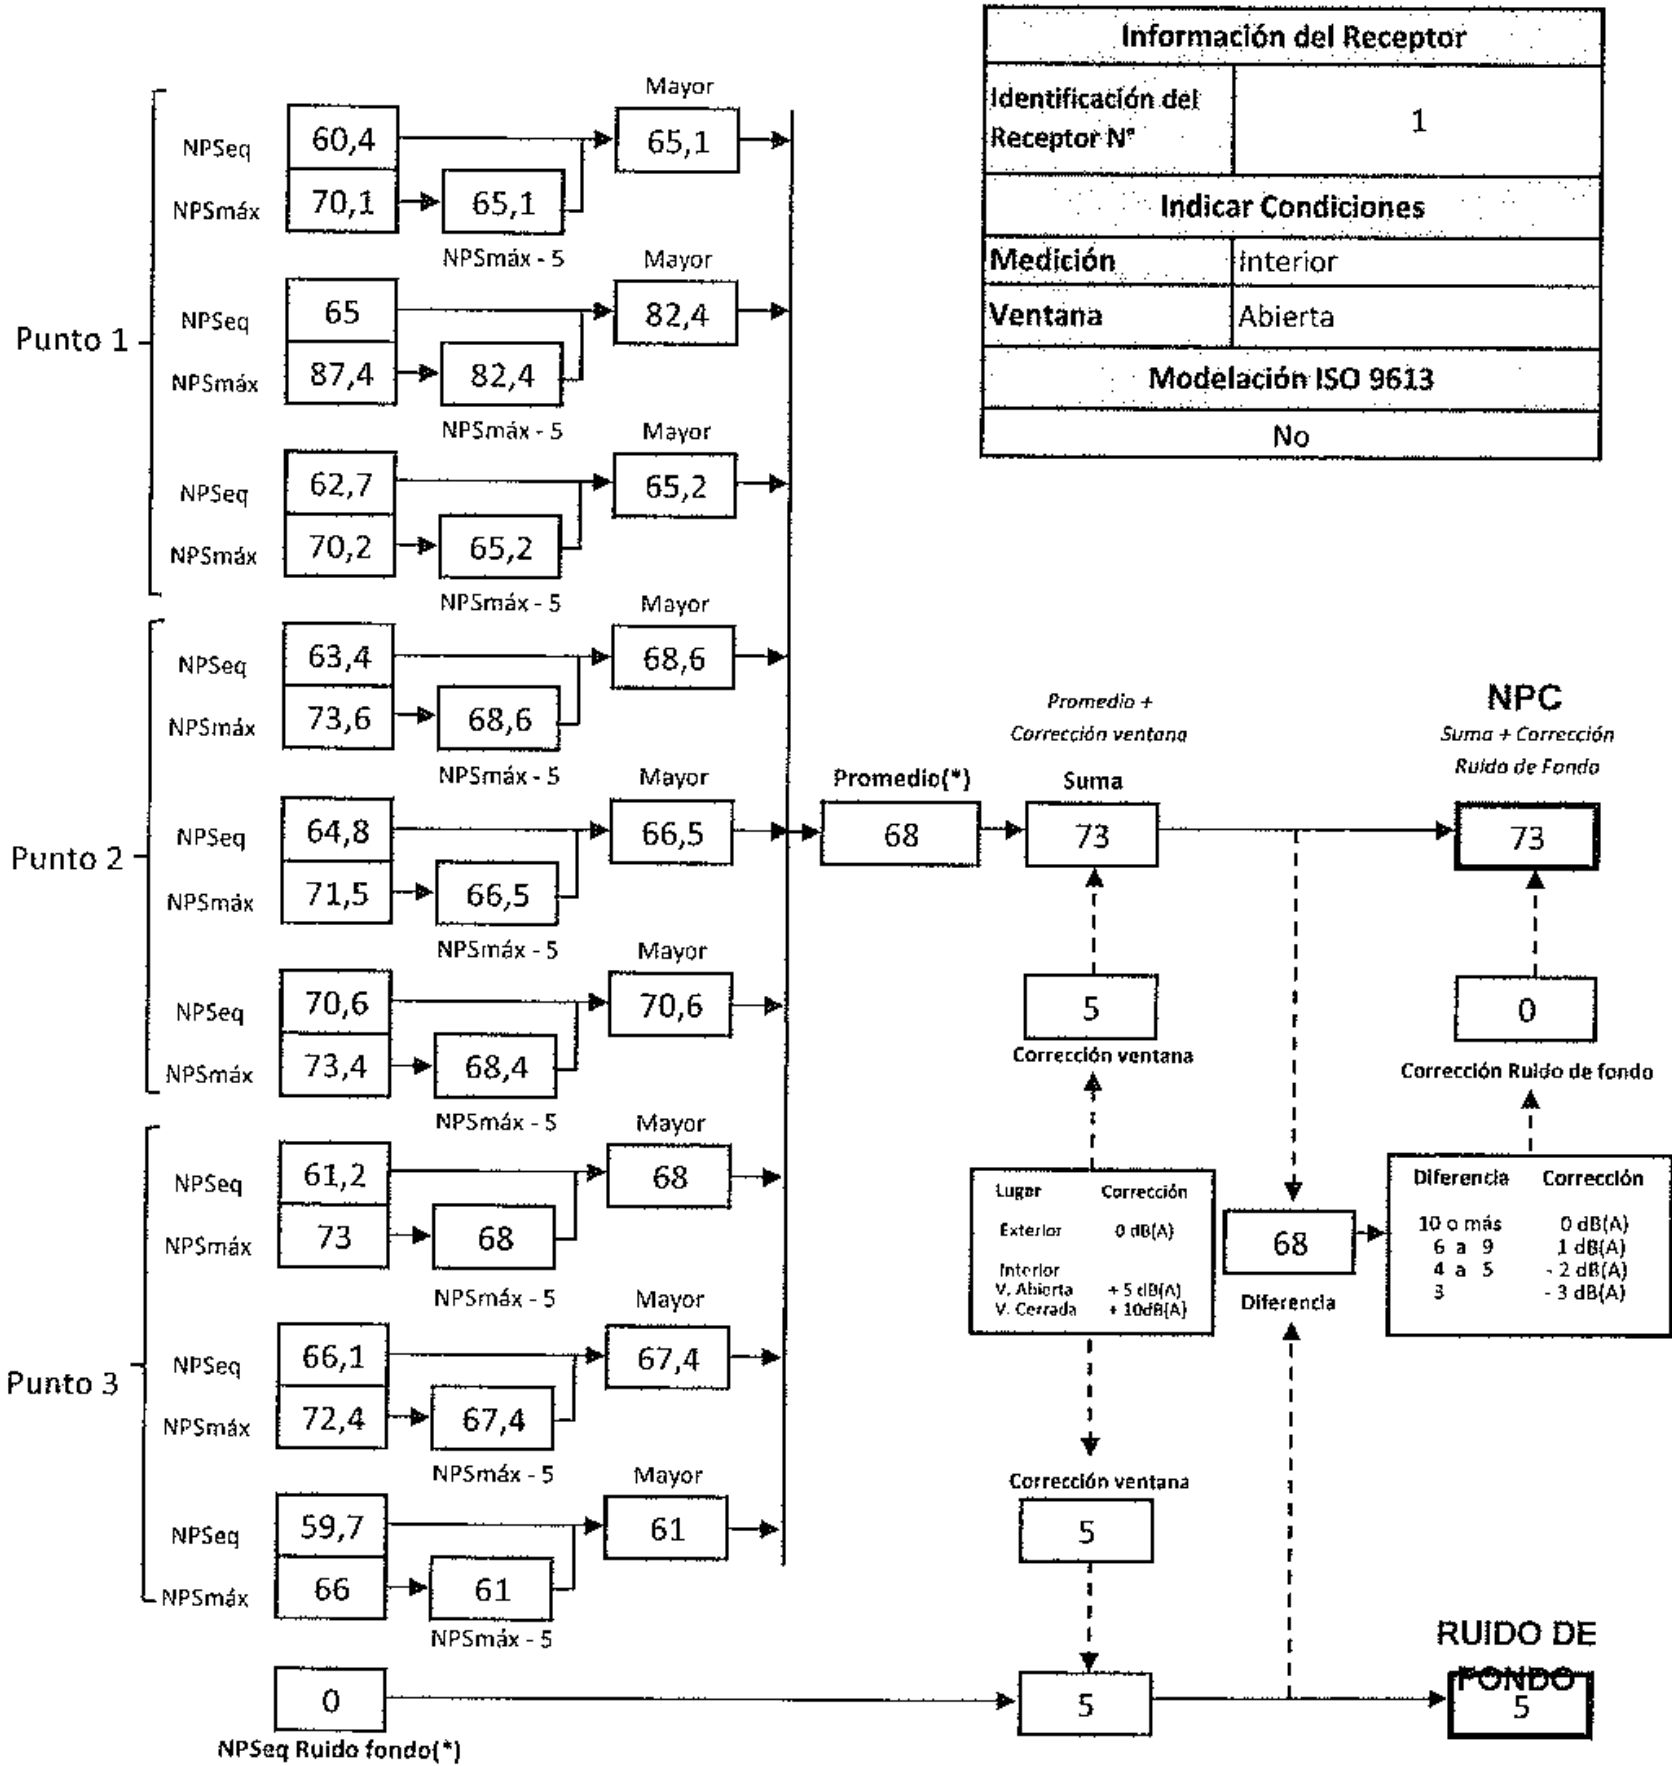 Información del Receptor
Identificación del
Receptor N°
1
Indicar Condiciones
Medición Interior
Ventana Abierta
Modelación ISO 9613
No
Punto 1
Mayor
NPSeq 60,4 65,1
NPSmáx 70,1 65,1
NPSmáx - 5
Mayor
NPSeq 65 82,4
NPSmáx 87,4 82,4
NPSmáx - 5
Mayor
NPSeq 62,7 65,2
NPSmáx 70,2 65,2
NPSmáx - 5
Punto 2
Mayor
NPSeq 63,4 68,6
NPSmáx 73,6 68,6
NPSmáx - 5
Mayor
NPSeq 64,8 66,5
NPSmáx 71,5 66,5
NPSmáx - 5
Mayor
NPSeq 70,6 70,6
NPSmáx 73,4 68,4
NPSmáx - 5
Punto 3
Mayor
NPSeq 61,2 68
NPSmáx 73 68
NPSmáx - 5
Mayor
NPSeq 66,1 67,4
NPSmáx 72,4 67,4
NPSmáx - 5
Mayor
NPSeq 59,7 61
NPSmáx 66 61
NPSmáx - 5
0
NPSeq Ruido fondo(*)
Promedio(*)
68
Promedio +
Corrección ventana
Suma
73
5
Corrección ventana
Lugar Corrección
Exterior 0 dB(A)
Interior
V. Abierta + 5 dB(A)
V. Cerrada + 10dB(A)
Corrección ventana
5
5
68
Diferencia
NPC
Suma + Corrección
Ruido de Fondo
73
0
Corrección Ruido de fondo
Diferencia Corrección
10 o más 0 dB(A)
6 a 9 1 dB(A)
4 a 5 - 2 dB(A)
3 - 3 dB(A)
RUIDO DE
FONDO
5